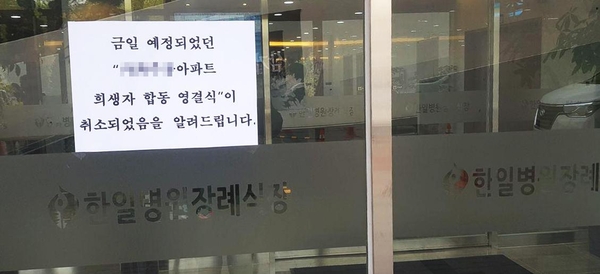 금일 예정되었던
“ 아파트
희생자 합동 영결식”이
취소되었음을 알려드립니다.
한일병원장례식장
한일병원장례